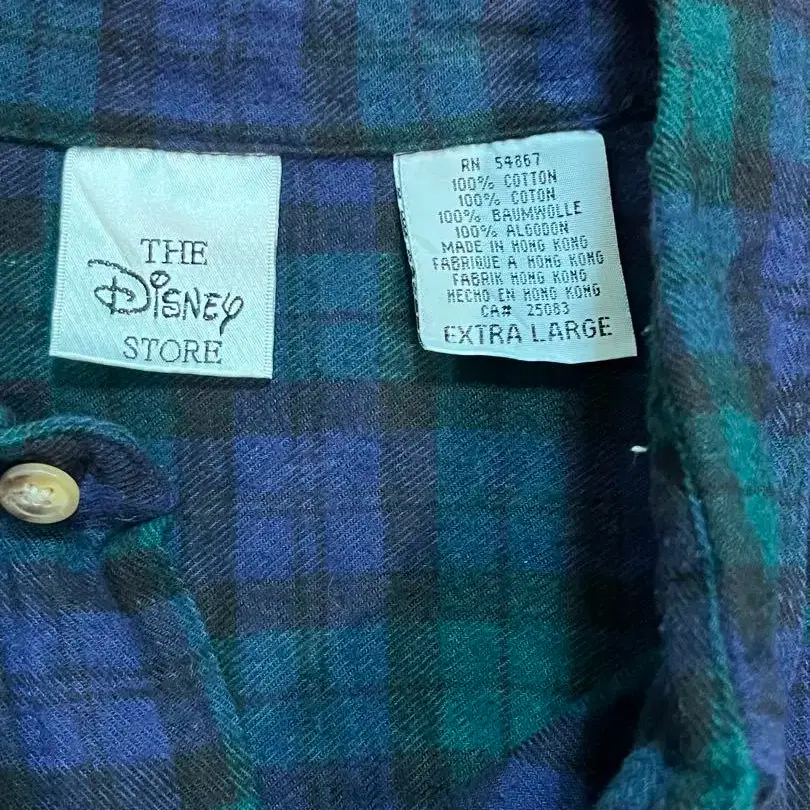 THE
Disney
STORE
RN 54867
100% COTTON
100% COTON
100% BAUMWOLLE
100% ALGODON
MADE IN HONG KONG
FABRIQUE A HONG KONG
FABRIK HONG KONG
HECHO EN HONG KONG
CA# 25083
EXTRA LARGE